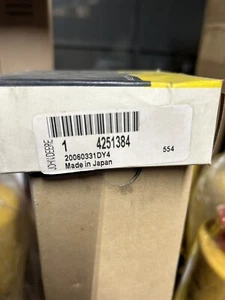 JOHN DEERE
1 4251384
20060331DY4
554
Made in Japan